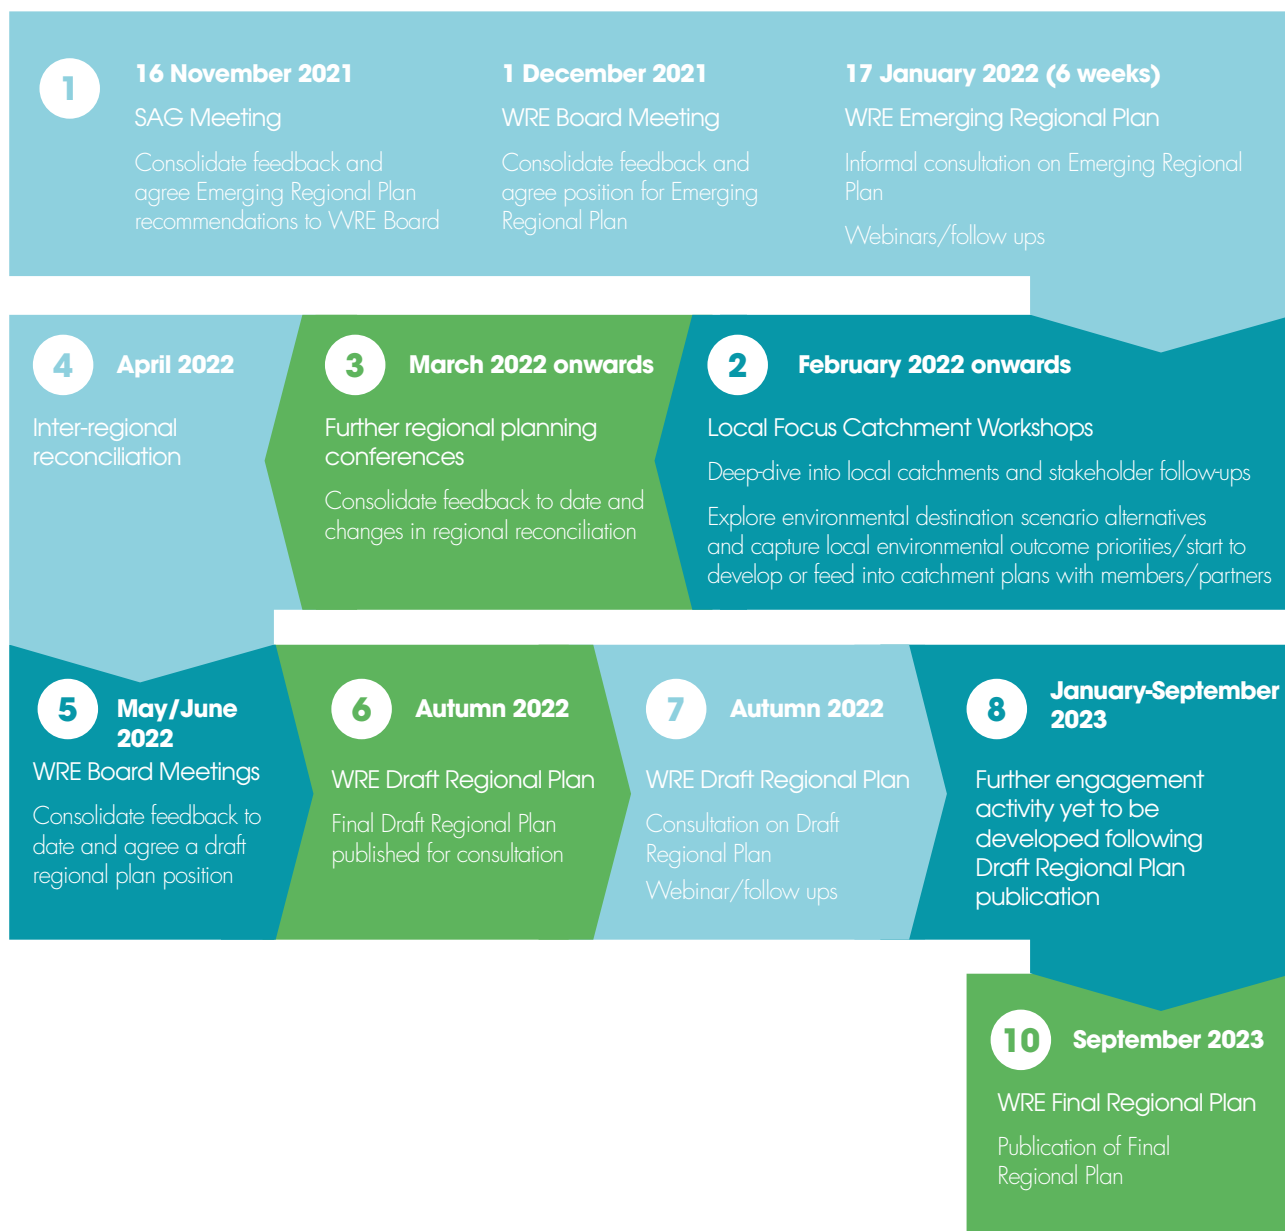 1
16 November 2021
SAG Meeting
Consolidate feedback and
agree Emerging Regional Plan
recommendations to WRE Board
1 December 2021
WRE Board Meeting
Consolidate feedback and
agree position for Emerging
Regional Plan
17 January 2022 (6 weeks)
WRE Emerging Regional Plan
Informal consultation on Emerging Regional
Plan
Webinars/follow ups
2
February 2022 onwards
Local Focus Catchment Workshops
Deep-dive into local catchments and stakeholder follow-ups
Explore environmental destination scenario alternatives
and capture local environmental outcome priorities/start to
develop or feed into catchment plans with members/partners
3
March 2022 onwards
Further regional planning
conferences
Consolidate feedback to date and
changes in regional reconciliation
4
April 2022
Inter-regional
reconciliation
5
May/June
2022
WRE Board Meetings
Consolidate feedback to
date and agree a draft
regional plan position
6
Autumn 2022
WRE Draft Regional Plan
Final Draft Regional Plan
published for consultation
7
Autumn 2022
WRE Draft Regional Plan
Consultation on Draft
Regional Plan
Webinar/follow ups
8
January-September
2023
Further engagement
activity yet to be
developed following
Draft Regional Plan
publication
10
September 2023
WRE Final Regional Plan
Publication of Final
Regional Plan